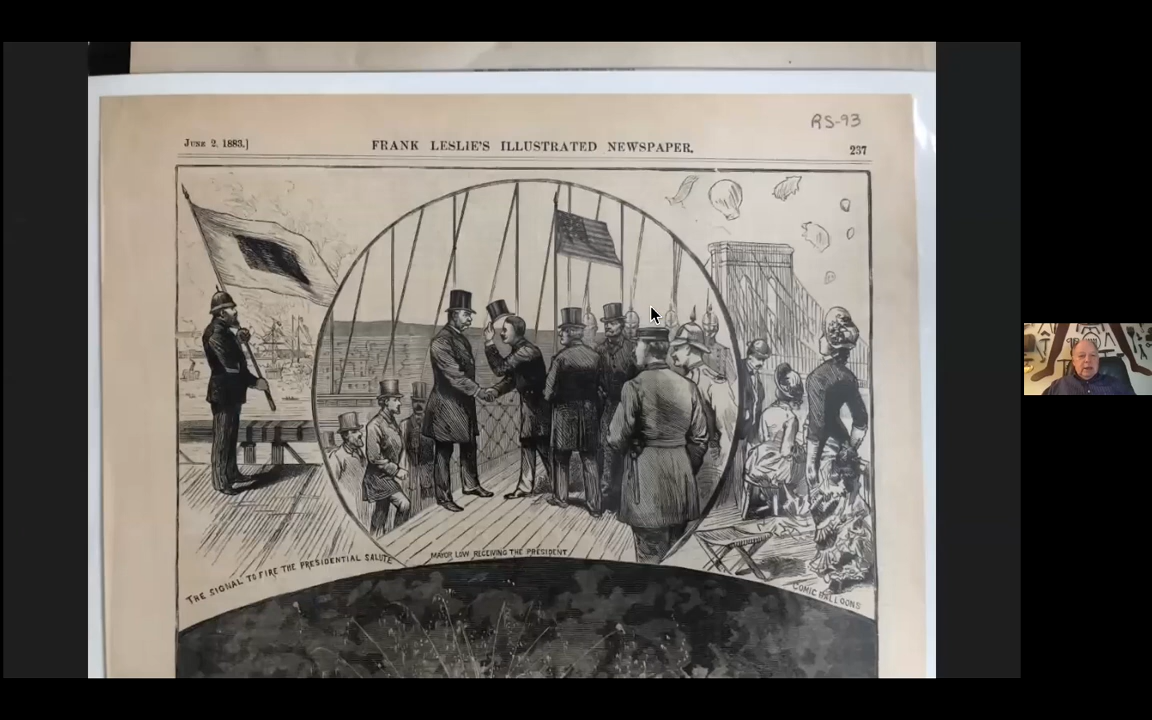 RS-93
JUNE 2, 1883.]
FRANK LESLIE'S ILLUSTRATED NEWSPAPER.
237
THE SIGNAL TO FIRE THE PRESIDENTIAL SALUTE
MAYOR LOW RECEIVING THE PRESIDENT
COMIC BALLOONS